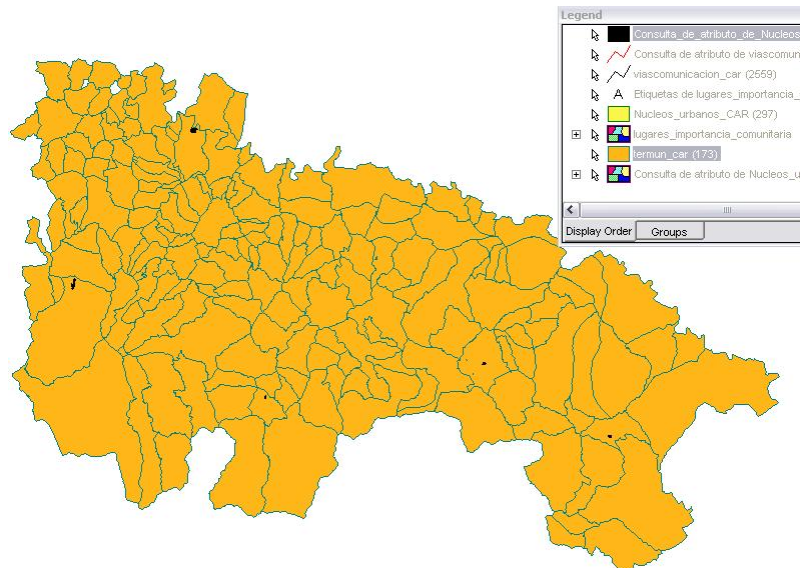 Legend
Consulta_de_atributo_de_Nucleos
Consulta de atributo de viascomun
viascomunicacion_car (2559)
A Etiquetas de lugares_importancia_
Nucleos_urbanos_CAR (297)
lugares_importancia_comunitaria
termun_car (173)
Consulta de atributo de Nucleos_u
Display Order Groups